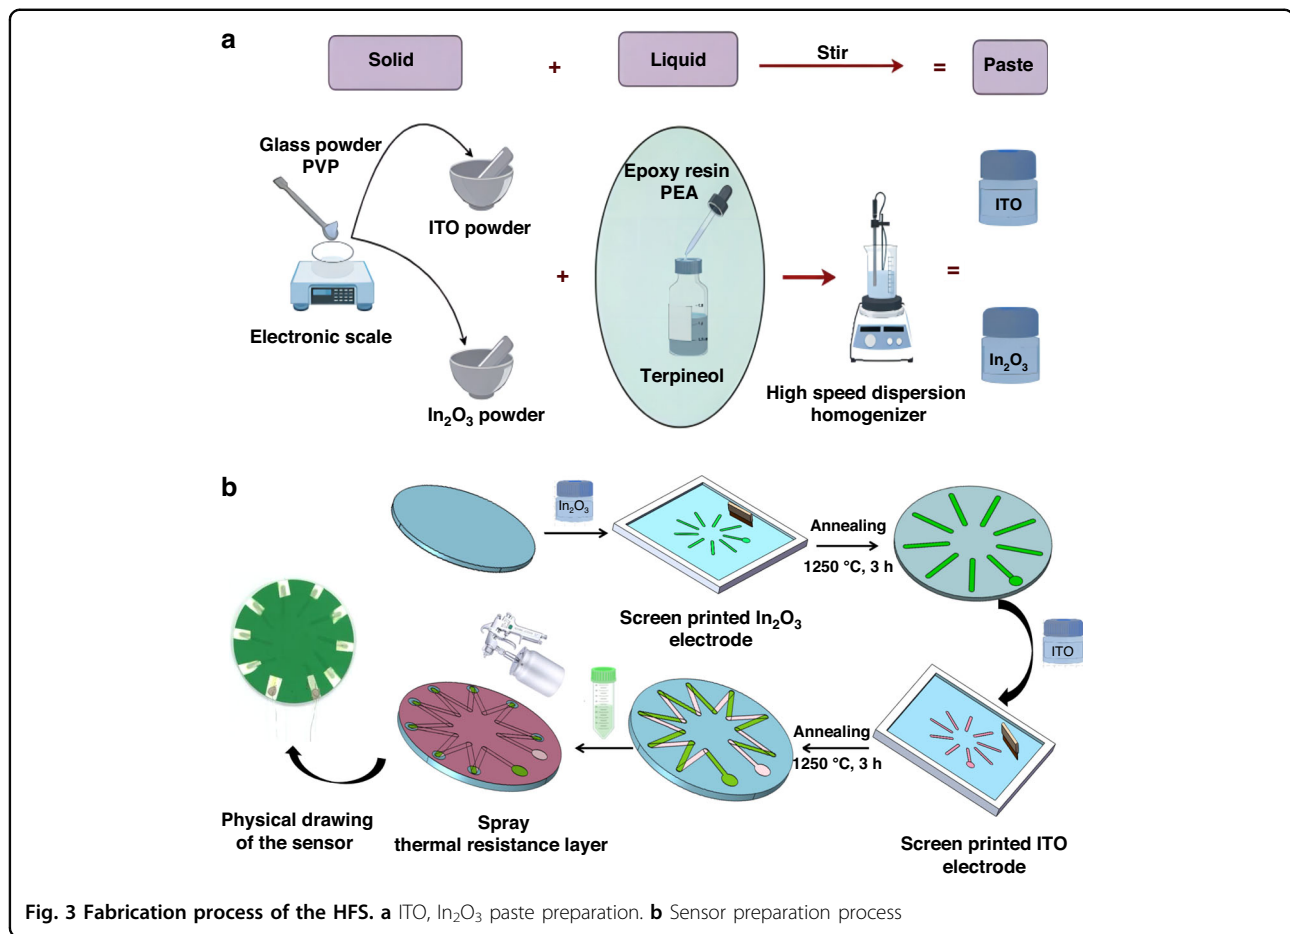 a
Solid
+
Liquid
Stir
=
Paste
Glass powder
PVP
ITO powder
Electronic scale
In₂O₃ powder
+
Epoxy resin
PEA
Terpineol
High speed dispersion
homogenizer
=
ITO
In₂O₃
b
In₂O₃
Screen printed In₂O₃
electrode
Annealing
1250 °C, 3 h
ITO
Screen printed ITO
electrode
Annealing
1250 °C, 3 h
Spray
thermal resistance layer
Physical drawing
of the sensor
Fig. 3 Fabrication process of the HFS. a ITO, In₂O₃ paste preparation. b Sensor preparation process